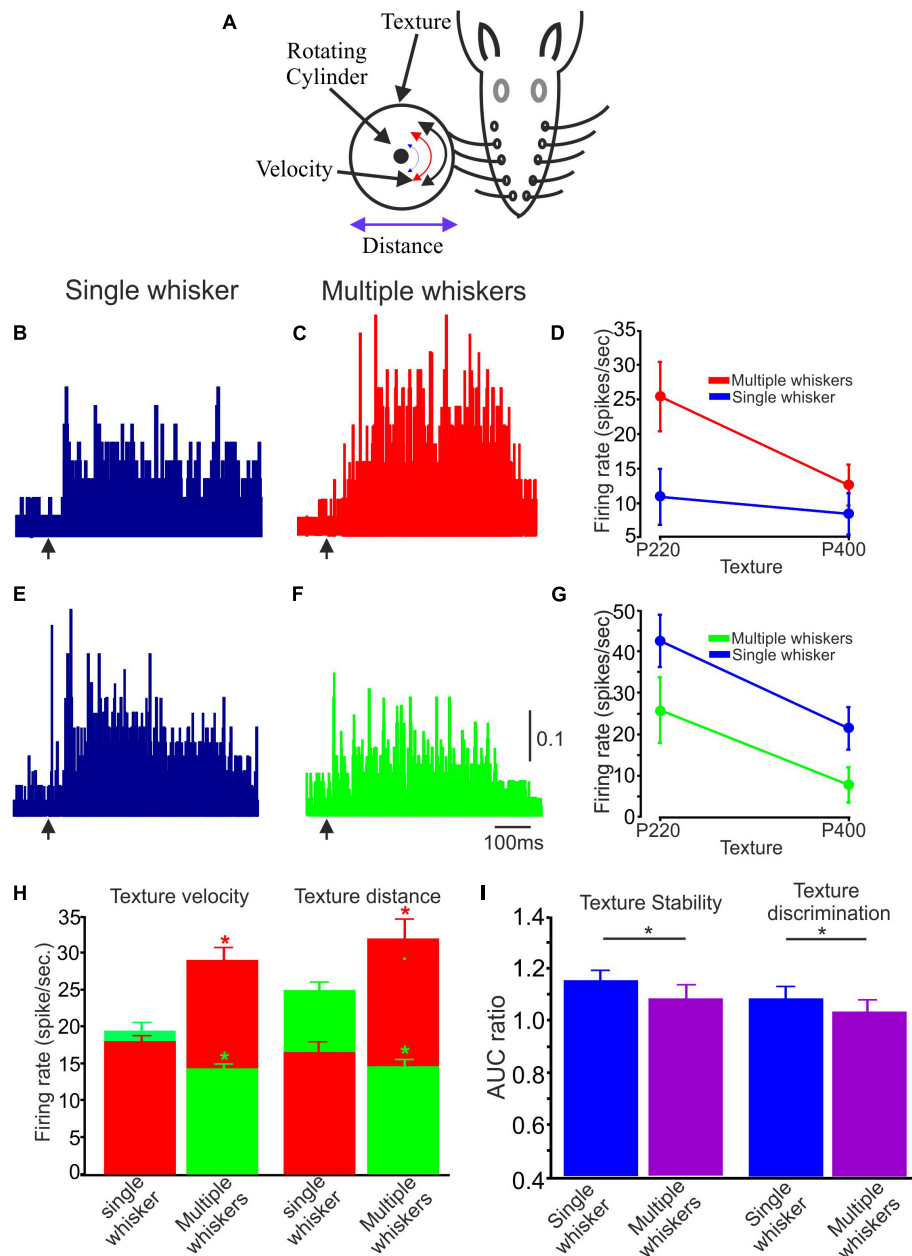 A
Texture
Rotating
Cylinder
Velocity
Distance
Single whisker
Multiple whiskers
B
C
D
35
30
25
20
15
10
5
Firing rate (spikes/sec)
Multiple whiskers
Single whisker
P220
P400
Texture
E
F
0.1
100ms
G
50
40
30
20
10
0
Firing rate (spikes/sec)
Multiple whiskers
Single whisker
P220
P400
Texture
H
Texture velocity
Texture distance
35
30
25
20
15
10
5
0
Firing rate (spike/sec.)
*
*
*
*
single
whisker
Multiple
whiskers
single
whisker
Multiple
whiskers
I
Texture Stability
Texture
discrimination
1.4
1.2
1.0
0.8
0.6
0.4
AUC ratio
*
*
Single
whisker
Multiple
whiskers
Single
whisker
Multiple
whiskers